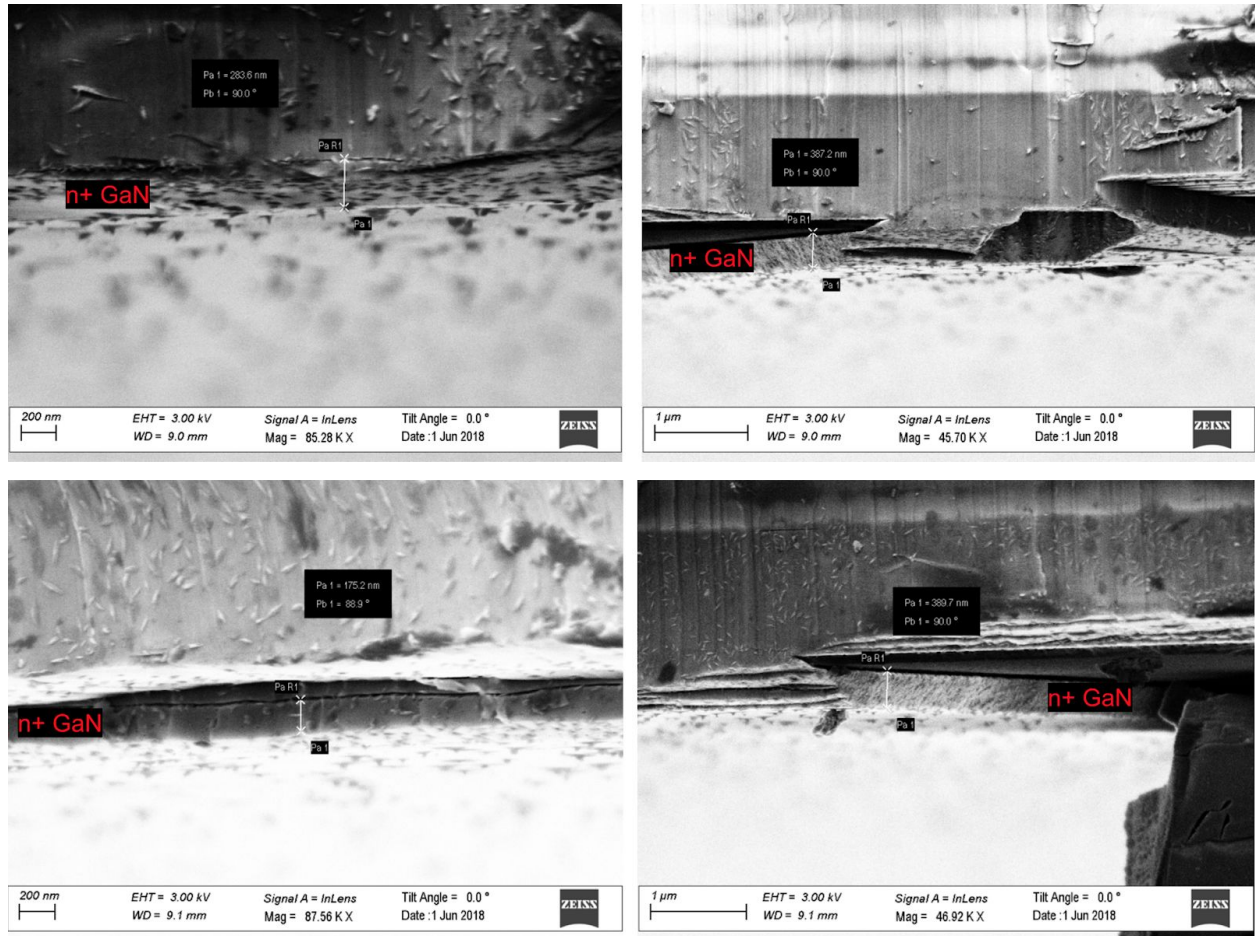 Pa 1 = 283.6 nm
Pb 1 = 90.0 °
Pa R1
n+ GaN
Pa 1
200 nm
EHT = 3.00 kV
Signal A = InLens
Tilt Angle = 0.0 °
WD = 9.0 mm
Mag = 85.28 K X
Date :1 Jun 2018
ZEISS
Pa 1 = 387.2 nm
Pb 1 = 90.0 °
Pa R1
n+ GaN
Pa 1
1 µm
EHT = 3.00 kV
Signal A = InLens
Tilt Angle = 0.0 °
WD = 9.0 mm
Mag = 45.70 K X
Date :1 Jun 2018
ZEISS
Pa 1 = 175.2 nm
Pb 1 = 88.9 °
Pa R1
n+ GaN
Pa 1
200 nm
EHT = 3.00 kV
Signal A = InLens
Tilt Angle = 0.0 °
WD = 9.1 mm
Mag = 87.56 K X
Date :1 Jun 2018
ZEISS
Pa 1 = 389.7 nm
Pb 1 = 90.0 °
Pa R1
n+ GaN
Pa 1
1 µm
EHT = 3.00 kV
Signal A = InLens
Tilt Angle = 0.0 °
WD = 9.1 mm
Mag = 46.92 K X
Date :1 Jun 2018
ZEISS